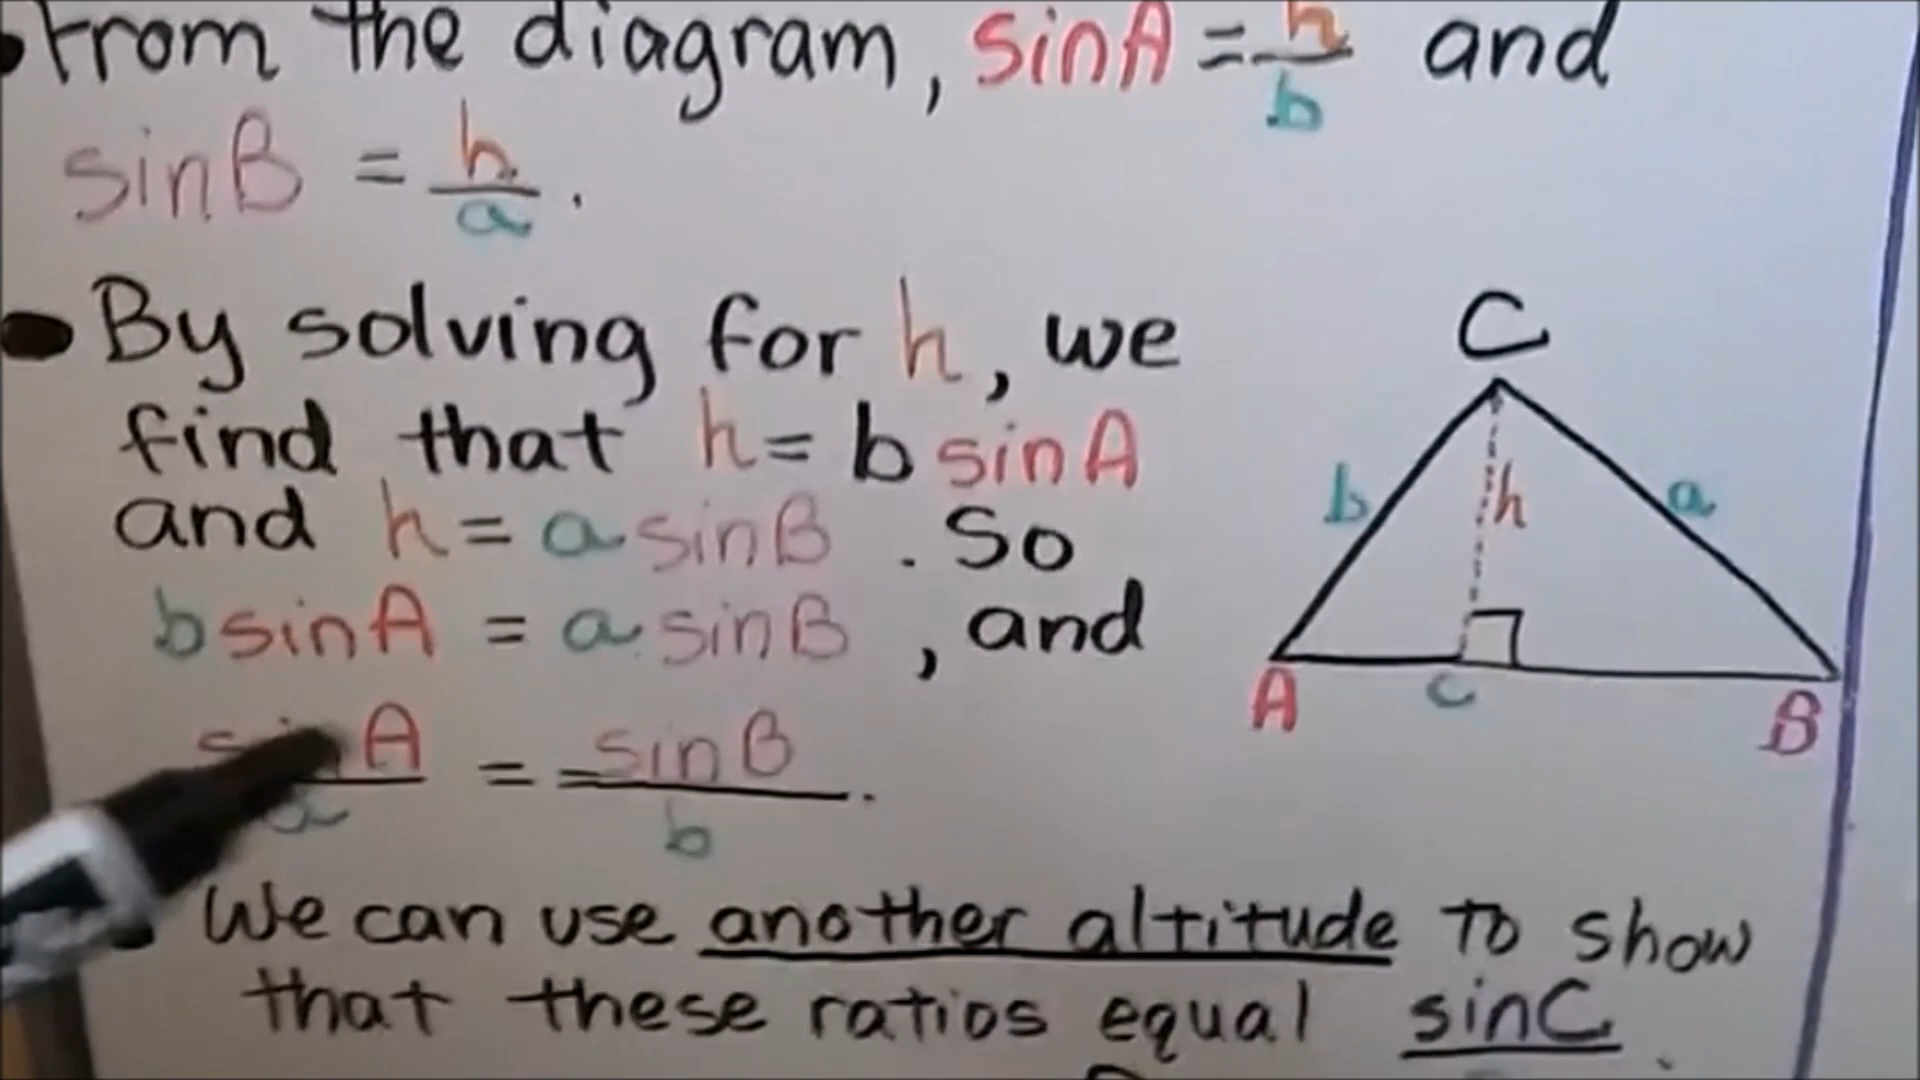 From the diagram, sinA = h/b and
sinB = h/a .
By solving for h, we
find that h = b sinA
and h = a sinB . So
b sinA = a sinB , and
sinA/a = sinB/b .
We can use another altitude to show
that these ratios equal sinC
C
b
h
a
A
c
B